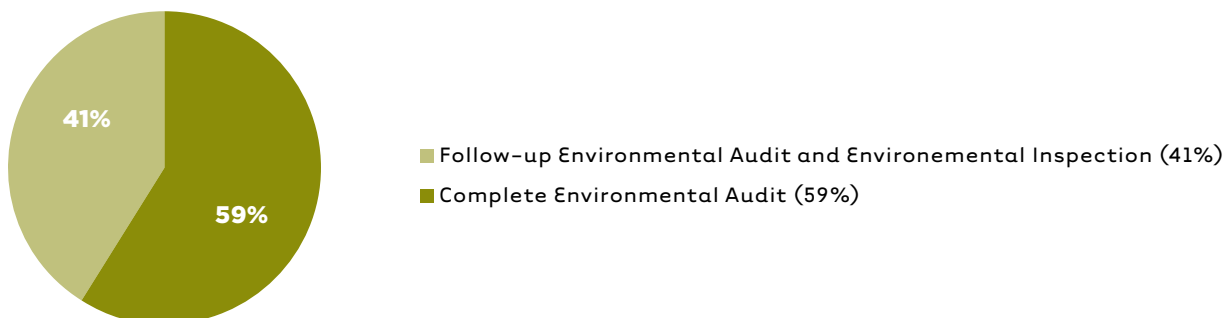 41%
59%
Follow-up Environmental Audit and Environemental Inspection (41%)
Complete Environmental Audit (59%)